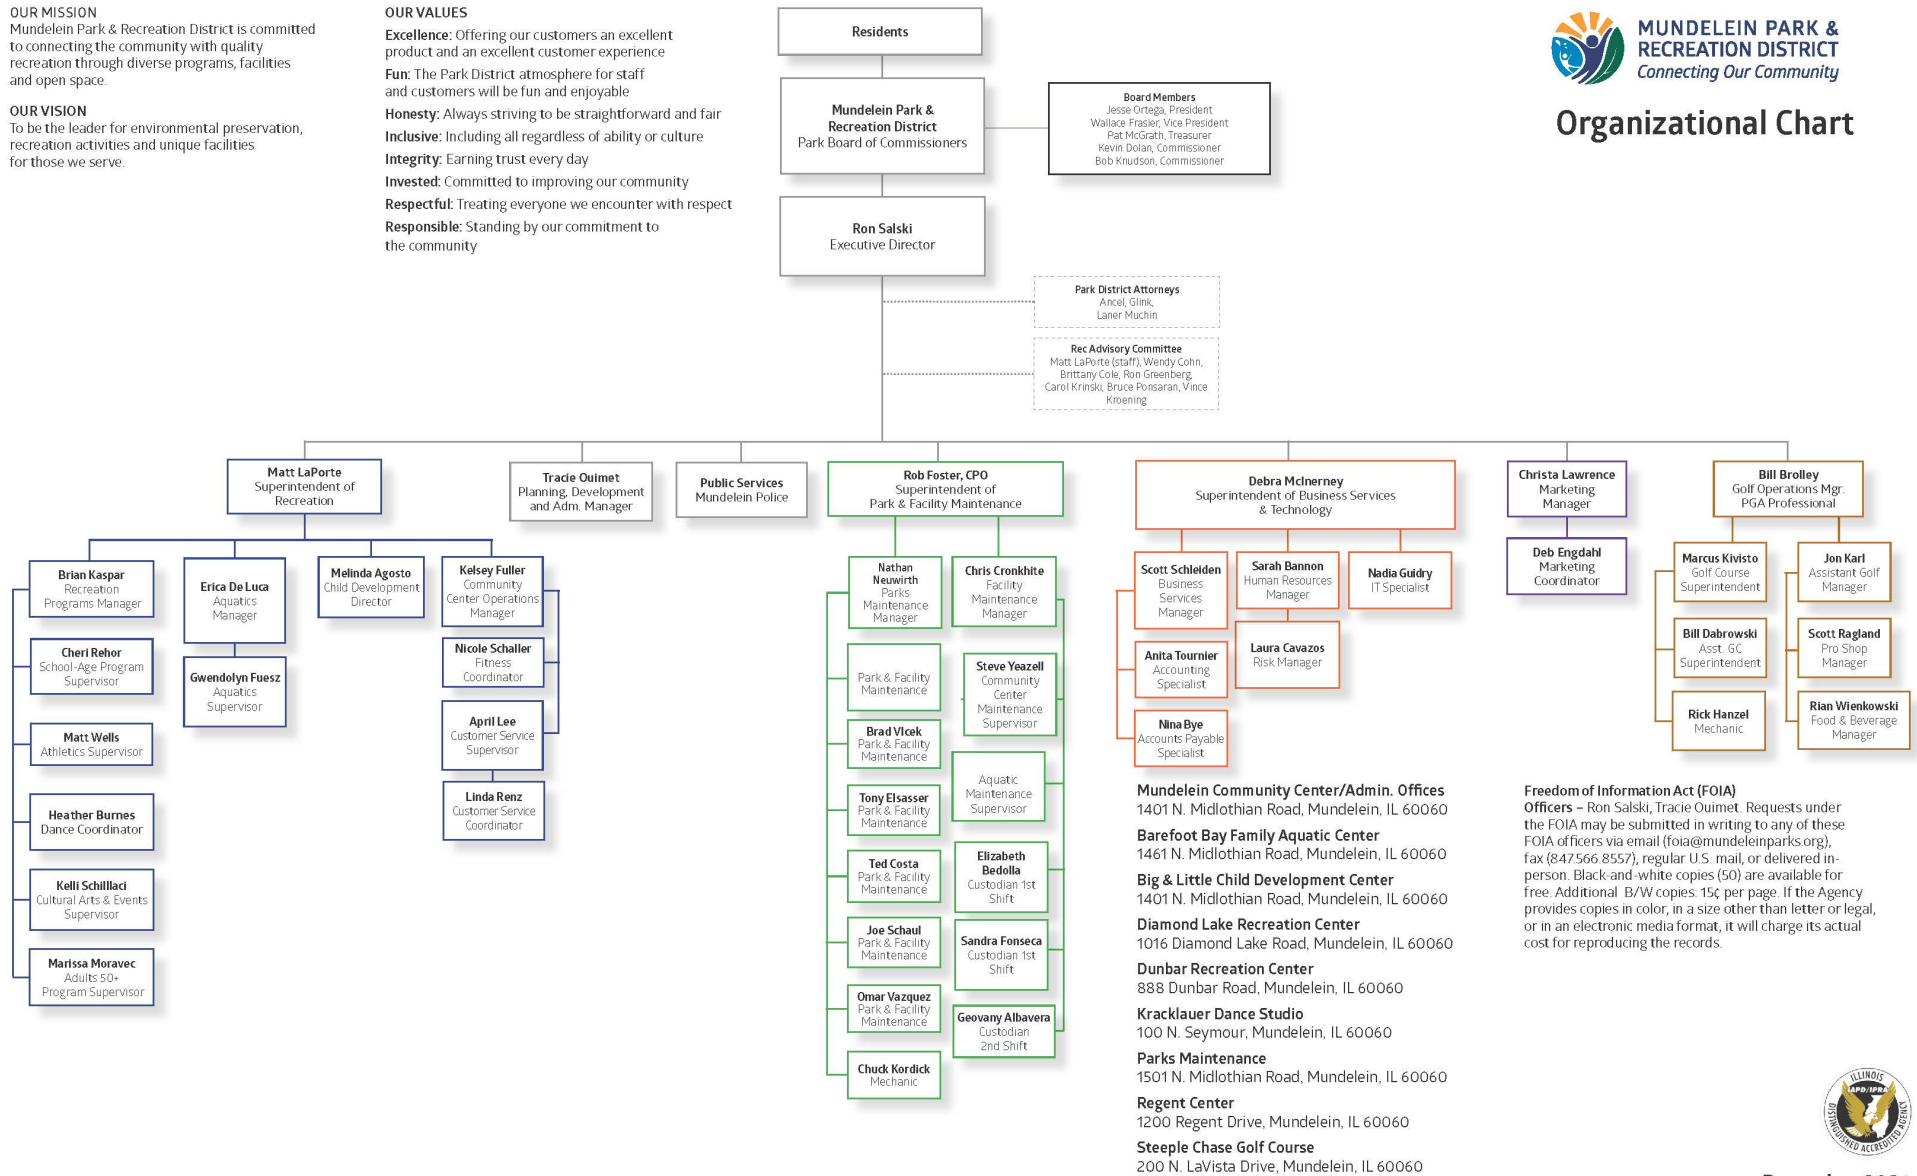 OUR MISSION
Mundelein Park & Recreation District is committed
to connecting the community with quality
recreation through diverse programs, facilities
and open space.
OUR VISION
To be the leader for environmental preservation,
recreation activities and unique facilities
for those we serve.
OUR VALUES
Excellence: Offering our customers an excellent
product and an excellent customer experience
Fun: The Park District atmosphere for staff
and customers will be fun and enjoyable
Honesty: Always striving to be straightforward and fair
Inclusive: Including all regardless of ability or culture
Integrity: Earning trust every day
Invested: Committed to improving our community
Respectful: Treating everyone we encounter with respect
Responsible: Standing by our commitment to
the community
Residents
Mundelein Park &
Recreation District
Park Board of Commissioners
Board Members
Jesse Ortega, President
Wallace Frasier, Vice President
Pat McGrath, Treasurer
Kevin Dolan, Commissioner
Bob Knudson, Commissioner
MUNDELEIN PARK &
RECREATION DISTRICT
Connecting Our Community
Organizational Chart
Ron Salski
Executive Director
Park District Attorneys
Ancel, Glink,
Laner Muchin
Rec Advisory Committee
Matt LaPorte (staff), Wendy Cohn,
Brittany Cole, Ron Greenberg,
Carol Krinski, Bruce Ponsaran, Vince
Kroening
Matt LaPorte
Superintendent of
Recreation
Tracie Ouimet
Planning, Development
and Adm. Manager
Public Services
Mundelein Police
Rob Foster, CPO
Superintendent of
Park & Facility Maintenance
Debra McInerney
Superintendent of Business Services
& Technology
Christa Lawrence
Marketing
Manager
Bill Brolley
Golf Operations Mgr.
PGA Professional
Brian Kaspar
Recreation
Programs Manager
Cheri Rehor
School-Age Program
Supervisor
Matt Wells
Athletics Supervisor
Heather Burnes
Dance Coordinator
Kelli Schilllaci
Cultural Arts & Events
Supervisor
Marissa Moravec
Adults 50+
Program Supervisor
Erica De Luca
Aquatics
Manager
Gwendolyn Fuesz
Aquatics
Supervisor
Melinda Agosto
Child Development
Director
Kelsey Fuller
Community
Center Operations
Manager
Nicole Schaller
Fitness
Coordinator
April Lee
Customer Service
Supervisor
Linda Renz
Customer Service
Coordinator
Nathan
Neuwirth
Parks
Maintenance
Manager
Park & Facility
Maintenance
Brad Vlcek
Park & Facility
Maintenance
Tony Elsasser
Park & Facility
Maintenance
Ted Costa
Park & Facility
Maintenance
Joe Schaul
Park & Facility
Maintenance
Omar Vazquez
Park & Facility
Maintenance
Chuck Kordick
Mechanic
Chris Cronkhite
Facility
Maintenance
Manager
Steve Yeazell
Community
Center
Maintenance
Supervisor
Aquatic
Maintenance
Supervisor
Elizabeth
Bedolla
Custodian 1st
Shift
Sandra Fonseca
Custodian 1st
Shift
Geovany Albavera
Custodian
2nd Shift
Scott Schleiden
Business
Services
Manager
Anita Tournier
Accounting
Specialist
Nina Bye
Accounts Payable
Specialist
Sarah Bannon
Human Resources
Manager
Laura Cavazos
Risk Manager
Nadia Guidry
IT Specialist
Deb Engdahl
Marketing
Coordinator
Marcus Kivisto
Golf Course
Superintendent
Bill Dabrowski
Asst. GC
Superintendent
Rick Hanzel
Mechanic
Jon Karl
Assistant Golf
Manager
Scott Ragland
Pro Shop
Manager
Rian Wienkowski
Food & Beverage
Manager
Mundelein Community Center/Admin. Offices
1401 N. Midlothian Road, Mundelein, IL 60060
Barefoot Bay Family Aquatic Center
1461 N. Midlothian Road, Mundelein, IL 60060
Big & Little Child Development Center
1401 N. Midlothian Road, Mundelein, IL 60060
Diamond Lake Recreation Center
1016 Diamond Lake Road, Mundelein, IL 60060
Dunbar Recreation Center
888 Dunbar Road, Mundelein, IL 60060
Kracklauer Dance Studio
100 N. Seymour, Mundelein, IL 60060
Parks Maintenance
1501 N. Midlothian Road, Mundelein, IL 60060
Regent Center
1200 Regent Drive, Mundelein, IL 60060
Steeple Chase Golf Course
200 N. LaVista Drive, Mundelein, IL 60060
Freedom of Information Act (FOIA)
Officers – Ron Salski, Tracie Ouimet. Requests under
the FOIA may be submitted in writing to any of these
FOIA officers via email (foia@mundeleinparks.org),
fax (847.566.8557), regular U.S. mail, or delivered in-
person. Black-and-white copies (50) are available for
free. Additional B/W copies: 15¢ per page. If the Agency
provides copies in color, in a size other than letter or legal,
or in an electronic media format, it will charge its actual
cost for reproducing the records.
ILLINOIS
IAPD/IPRA
DISTINGUISHED ACCREDITED AGENCY